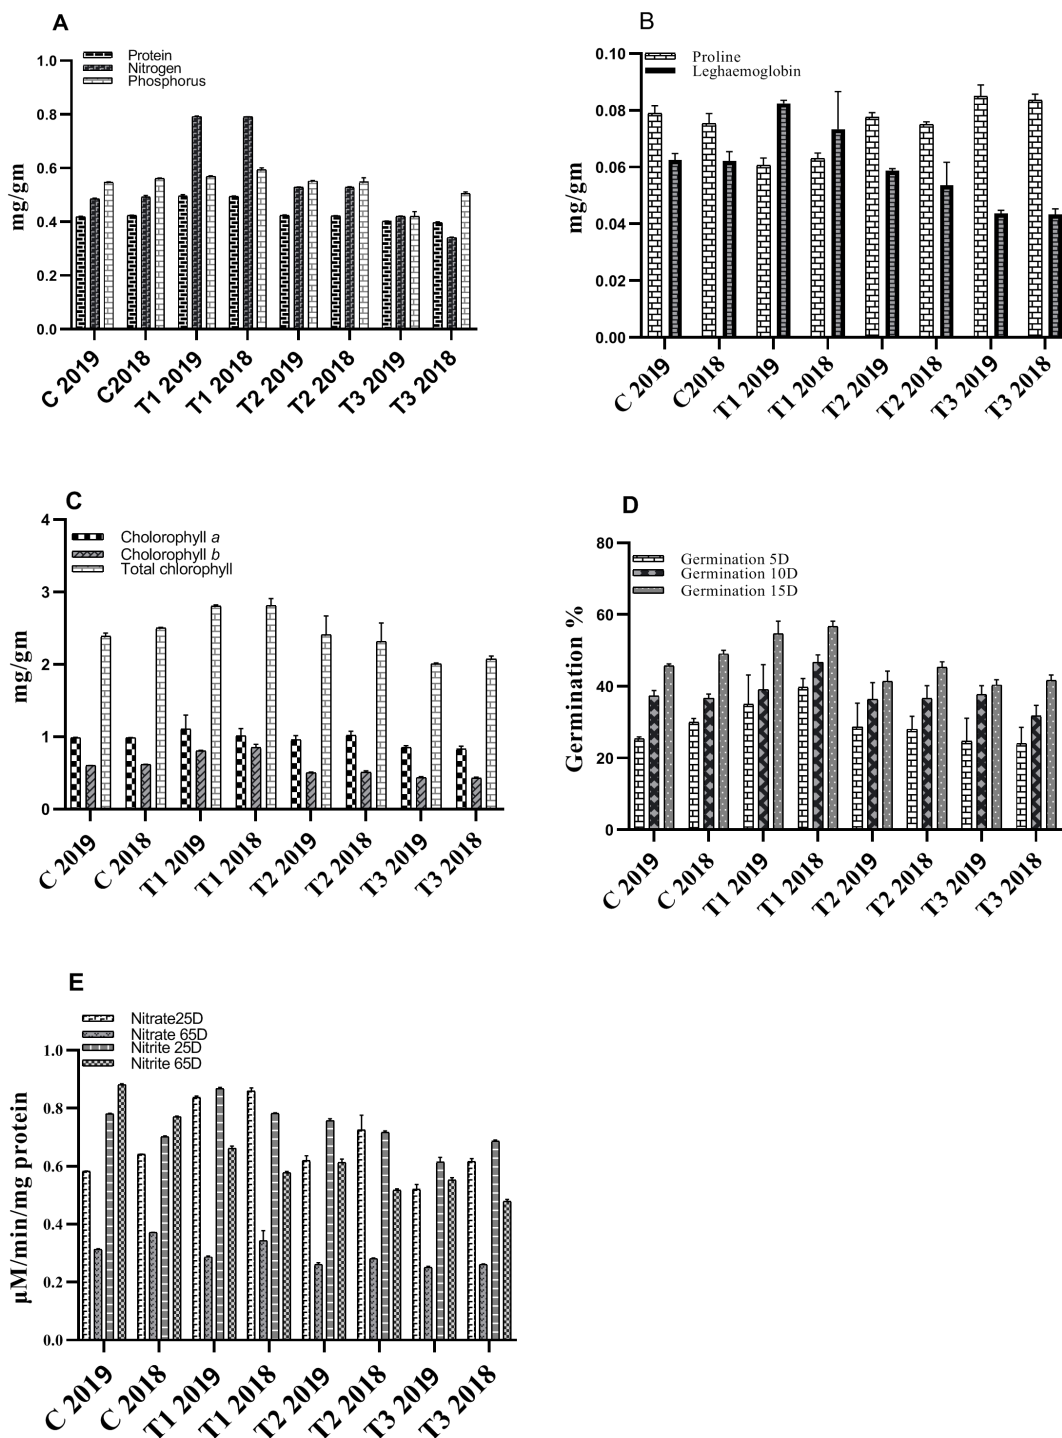 A
Protein
Nitrogen
Phosphorus
1.0
0.8
0.6
0.4
0.2
0.0
mg/gm
C 2019
C2018
T1 2019
T1 2018
T2 2019
T2 2018
T3 2019
T3 2018
B
Proline
Leghaemoglobin
0.10
0.08
0.06
0.04
0.02
0.00
mg/gm
C 2019
C2018
T1 2019
T1 2018
T2 2019
T2 2018
T3 2019
T3 2018
C
Cholorophyll a
Cholorophyll b
Total chlorophyll
4
3
2
1
0
mg/gm
C 2019
C 2018
T1 2019
T1 2018
T2 2019
T2 2018
T3 2019
T3 2018
D
Germination 5D
Germination 10D
Germination 15D
80
60
40
20
0
Germination %
C 2019
C 2018
T1 2019
T1 2018
T2 2019
T2 2018
T3 2019
T3 2018
E
Nitrate25D
Nitrate 65D
Nitrite 25D
Nitrite 65D
1.0
0.8
0.6
0.4
0.2
0.0
µM/min/mg protein
C 2019
C 2018
T1 2019
T1 2018
T2 2019
T2 2018
T3 2019
T3 2018